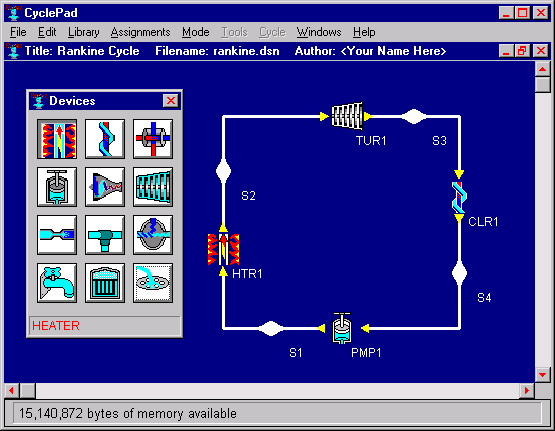 CyclePad
File Edit Library Assignments Mode Tools Cycle Windows Help
Title: Rankine Cycle Filename: rankine.dsn Author: <Your Name Here>
Devices
TUR1
S3
S2
CLR1
HTR1
S4
HEATER
S1
PMP1
15,140,872 bytes of memory available